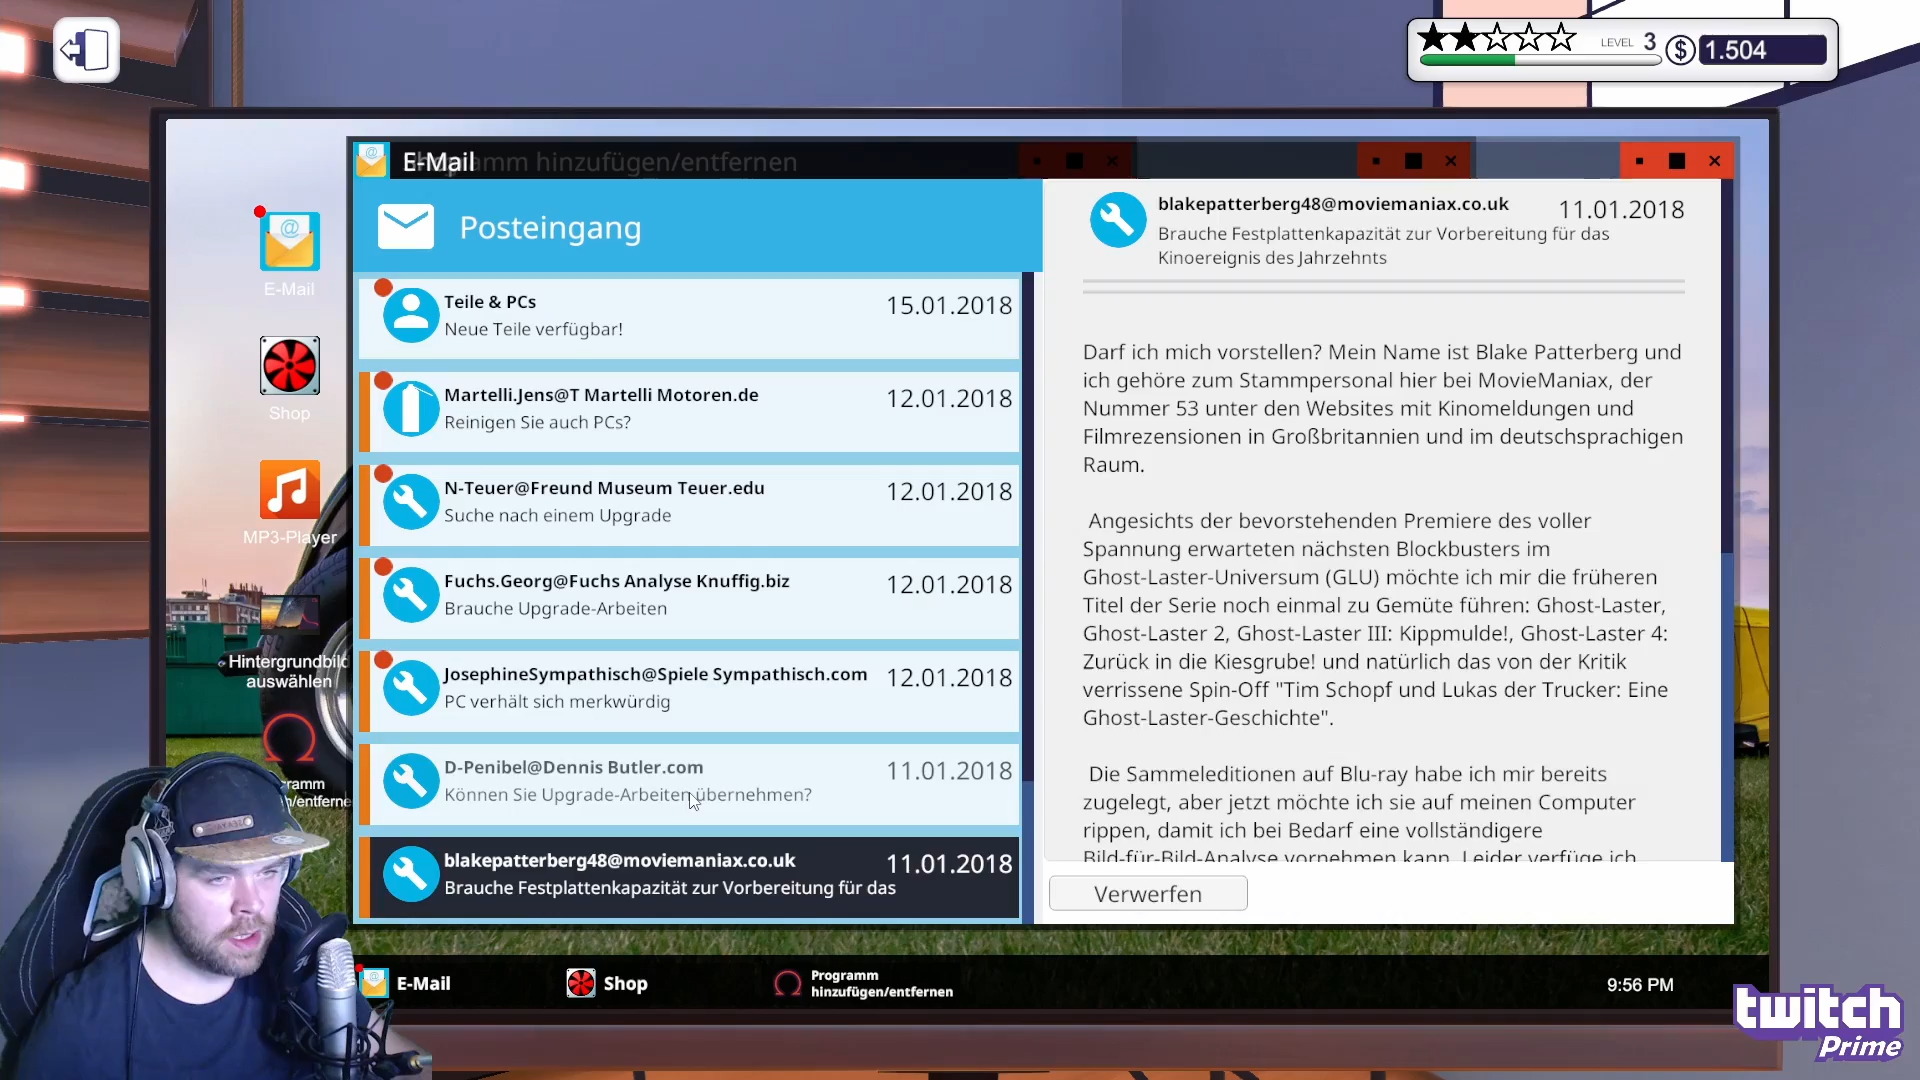 LEVEL 3
$ 1.504
E-Mail
Programm hinzufügen/entfernen
Posteingang
Teile & PCs
15.01.2018
Neue Teile verfügbar!
Martelli.Jens@T Martelli Motoren.de
12.01.2018
Reinigen Sie auch PCs?
N-Teuer@Freund Museum Teuer.edu
12.01.2018
Suche nach einem Upgrade
Fuchs.Georg@Fuchs Analyse Knuffig.biz
12.01.2018
Brauche Upgrade-Arbeiten
JosephineSympathisch@Spiele Sympathisch.com
12.01.2018
PC verhält sich merkwürdig
D-Penibel@Dennis Butler.com
11.01.2018
Können Sie Upgrade-Arbeiten übernehmen?
blakepatterberg48@moviemaniax.co.uk
11.01.2018
Brauche Festplattenkapazität zur Vorbereitung für das
blakepatterberg48@moviemaniax.co.uk
11.01.2018
Brauche Festplattenkapazität zur Vorbereitung für das
Kinoereignis des Jahrzehnts
Darf ich mich vorstellen? Mein Name ist Blake Patterberg und
ich gehöre zum Stammpersonal hier bei MovieManiax, der
Nummer 53 unter den Websites mit Kinomeldungen und
Filmrezensionen in Großbritannien und im deutschsprachigen
Raum.
Angesichts der bevorstehenden Premiere des voller
Spannung erwarteten nächsten Blockbusters im
Ghost-Laster-Universum (GLU) möchte ich mir die früheren
Titel der Serie noch einmal zu Gemüte führen: Ghost-Laster,
Ghost-Laster 2, Ghost-Laster III: Kippmulde!, Ghost-Laster 4:
Zurück in die Kiesgrube! und natürlich das von der Kritik
verrissene Spin-Off "Tim Schopf und Lukas der Trucker: Eine
Ghost-Laster-Geschichte".
Die Sammeleditionen auf Blu-ray habe ich mir bereits
zugelegt, aber jetzt möchte ich sie auf meinen Computer
rippen, damit ich bei Bedarf eine vollständigere
Bild-für-Bild-Analyse vornehmen kann. Leider verfüge ich
Verwerfen
E-Mail
Shop
MP3-Player
Hintergrundbild
auswählen
E-Mail
Shop
Programm
hinzufügen/entfernen
9:56 PM
twitch
Prime